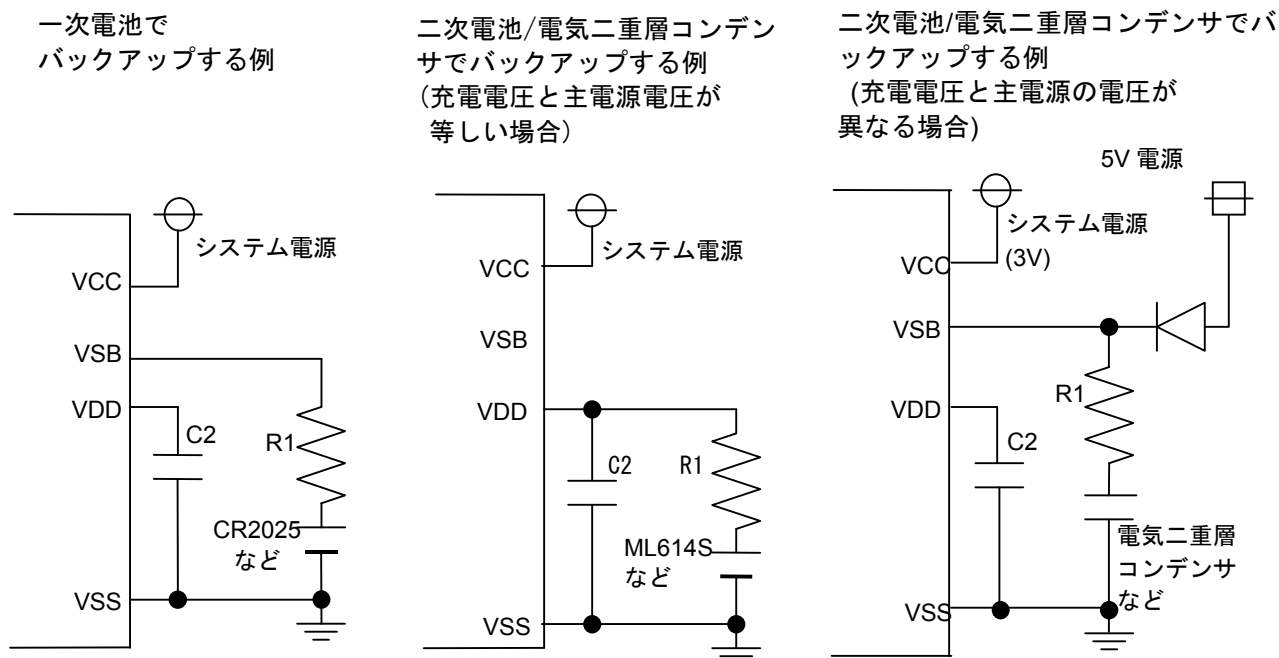 一次電池で
バックアップする例
システム電源
VCC
VSB
VDD
C2
R1
CR2025
など
VSS
二次電池/電気二重層コンデン
サでバックアップする例
(充電電圧と主電源電圧が
等しい場合)
システム電源
VCC
VSB
VDD
C2
R1
ML614S
など
VSS
二次電池/電気二重層コンデンサでバ
ックアップする例
(充電電圧と主電源の電圧が
異なる場合)
5V 電源
システム電源
(3V)
VCC
VSB
R1
VDD
C2
電気二重層
コンデンサ
など
VSS